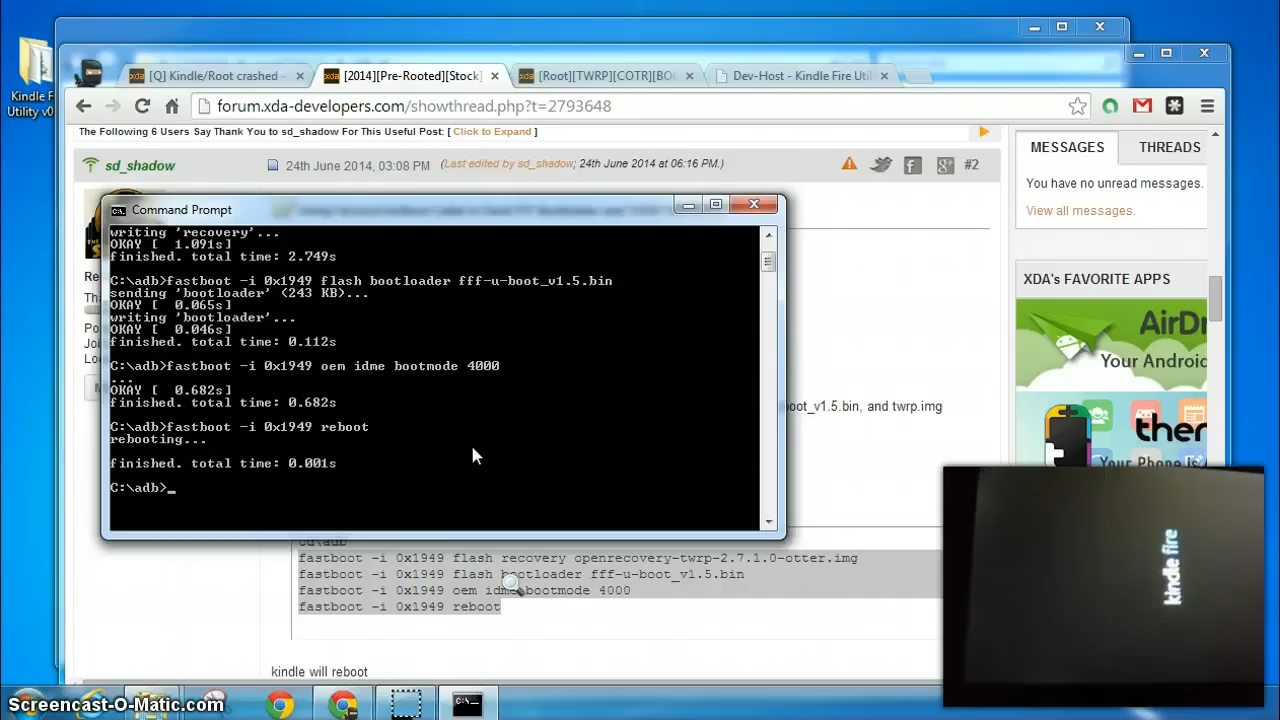 Kindle F
Utility v0
[Q] Kindle/Root crashed -
[2014][Pre-Rooted][Stock]
[Root][TWRP][COTR][BO
Dev-Host - Kindle Fire Util
forum.xda-developers.com/showthread.php?t=2793648
The Following 6 Users Say Thank You to sd_shadow For This Useful Post: [ Click to Expand ]
sd_shadow
24th June 2014, 03:08 PM
(Last edited by sd_shadow; 24th June 2014 at 06:16 PM.)
#2
MESSAGES
THREADS
You have no unread messages.
View all messages.
XDA's FAVORITE APPS
AirDr
Your Android
Your Phone is
Command Prompt
writing 'recovery'...
OKAY [  1.091s]
finished. total time: 2.749s
C:\adb>fastboot -i 0x1949 flash bootloader fff-u-boot_v1.5.bin
sending 'bootloader' (243 KB)...
OKAY [  0.065s]
writing 'bootloader'...
OKAY [  0.046s]
finished. total time: 0.112s
C:\adb>fastboot -i 0x1949 oem idme bootmode 4000
...
OKAY [  0.682s]
finished. total time: 0.682s
C:\adb>fastboot -i 0x1949 reboot
rebooting...
finished. total time: 0.001s
C:\adb>_
oot_v1.5.bin, and twrp.img
cd\adb
fastboot -i 0x1949 flash recovery openrecovery-twrp-2.7.1.0-otter.img
fastboot -i 0x1949 flash bootloader fff-u-boot_v1.5.bin
fastboot -i 0x1949 oem idme bootmode 4000
fastboot -i 0x1949 reboot
kindle will reboot
kindle fire
Screencast-O-Matic.com